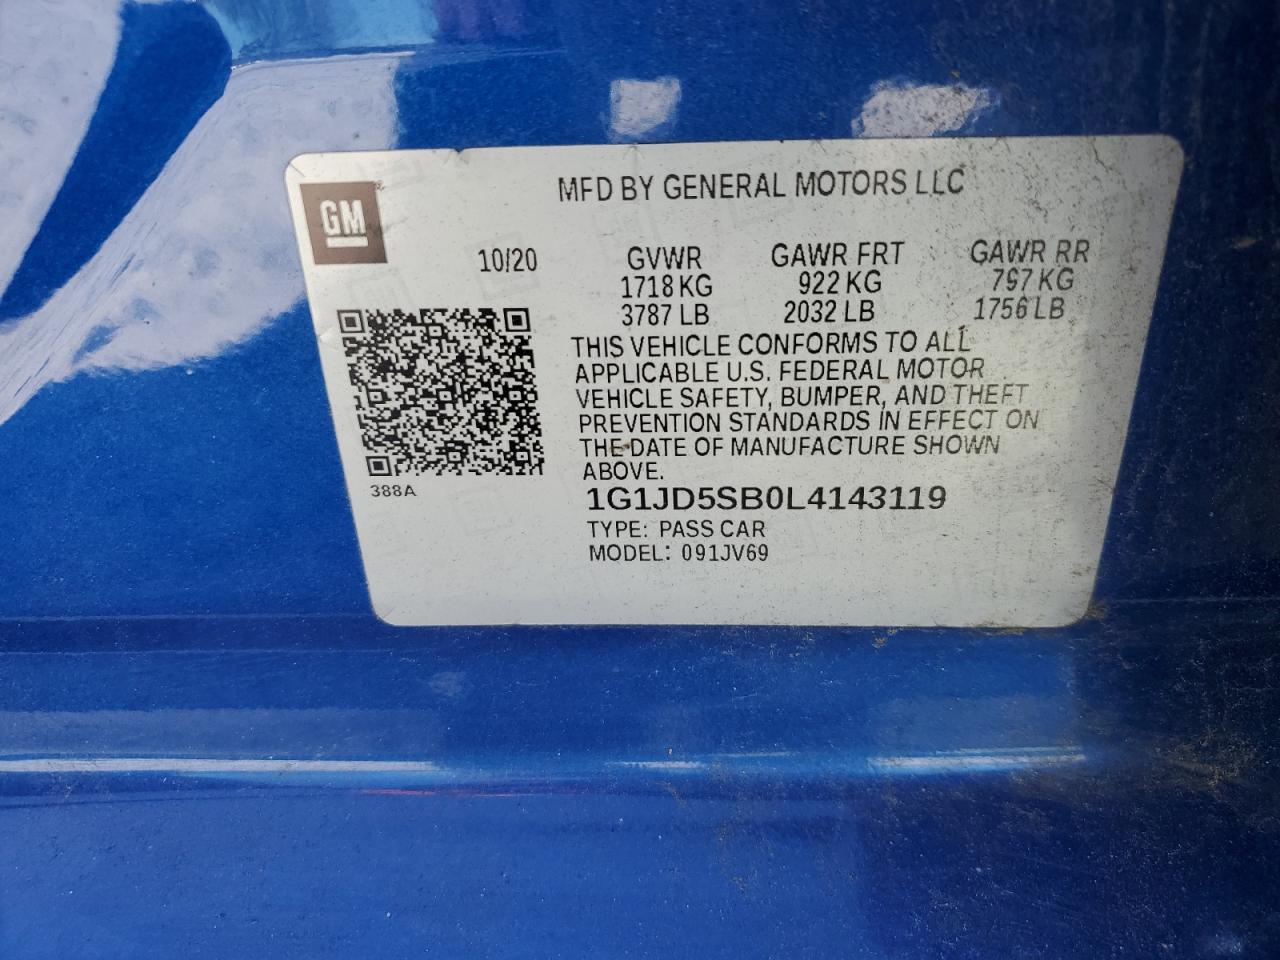 MFD BY GENERAL MOTORS LLC
GM
10/20 GVWR GAWR FRT GAWR RR
1718 KG 922 KG 797 KG
3787 LB 2032 LB 1756 LB
THIS VEHICLE CONFORMS TO ALL
APPLICABLE U.S. FEDERAL MOTOR
VEHICLE SAFETY, BUMPER, AND THEFT
PREVENTION STANDARDS IN EFFECT ON
THE DATE OF MANUFACTURE SHOWN
ABOVE.
388A
1G1JD5SB0L4143119
TYPE: PASS CAR
MODEL: 091JV69